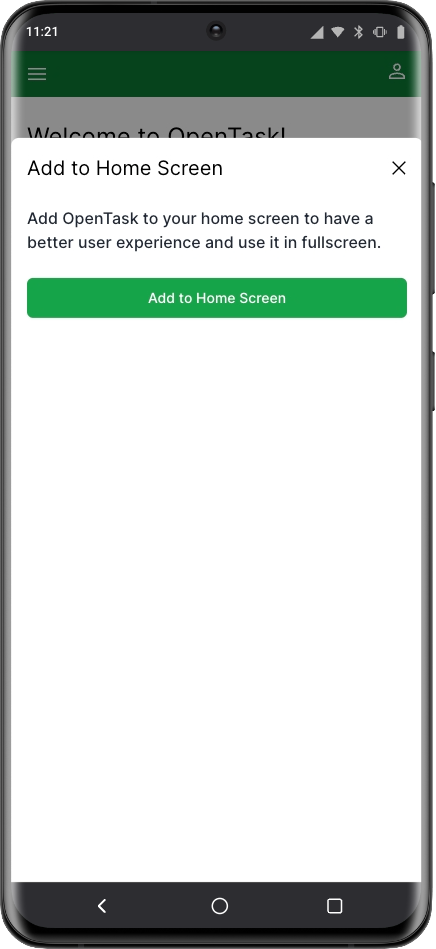 11:21
Welcome to OpenTask!
Add to Home Screen
Add OpenTask to your home screen to have a
better user experience and use it in fullscreen.
Add to Home Screen